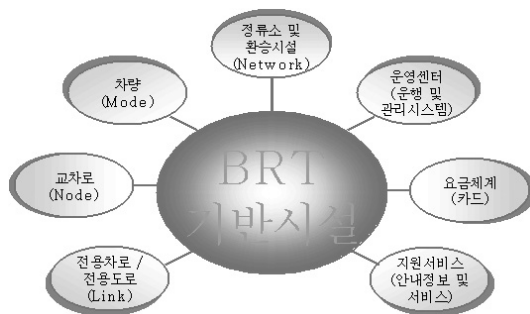 정류소 및
환승시설
(Network)
차량
(Mode)
운영센터
(운행 및
관리시스템)
BRT
기반시설
교차로
(Node)
요금체계
(카드)
전용차로 /
전용도로
(Link)
지원서비스
(안내정보 및
서비스)